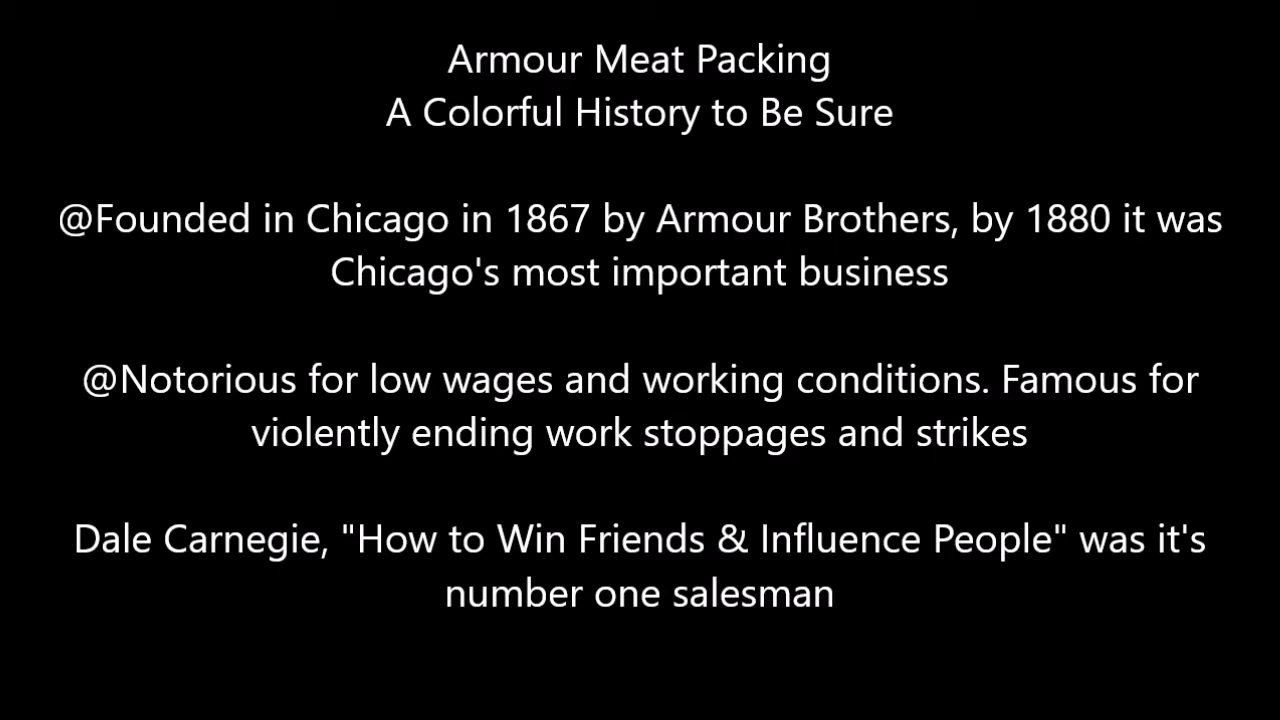 Armour Meat Packing
A Colorful History to Be Sure
@Founded in Chicago in 1867 by Armour Brothers, by 1880 it was
Chicago's most important business
@Notorious for low wages and working conditions. Famous for
violently ending work stoppages and strikes
Dale Carnegie, "How to Win Friends & Influence People" was it's
number one salesman